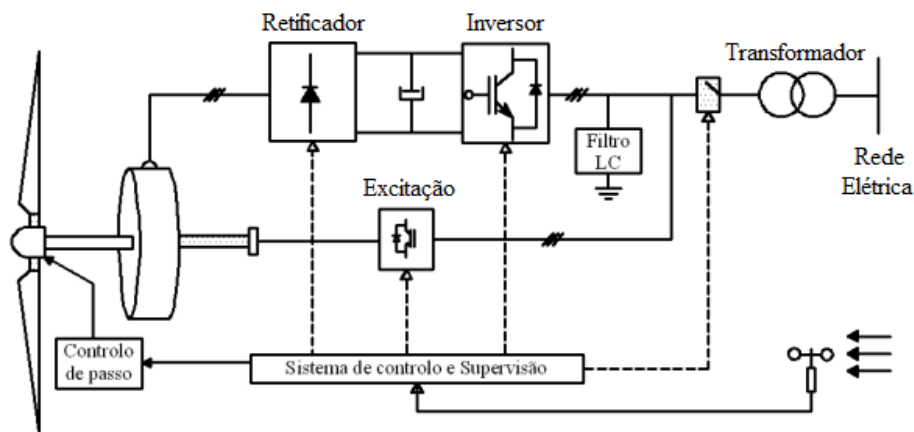 Retificador
Inversor
Transformador
Filtro
LC
Rede
Elétrica
Excitação
Controlo
de passo
Sistema de controlo e Supervisão